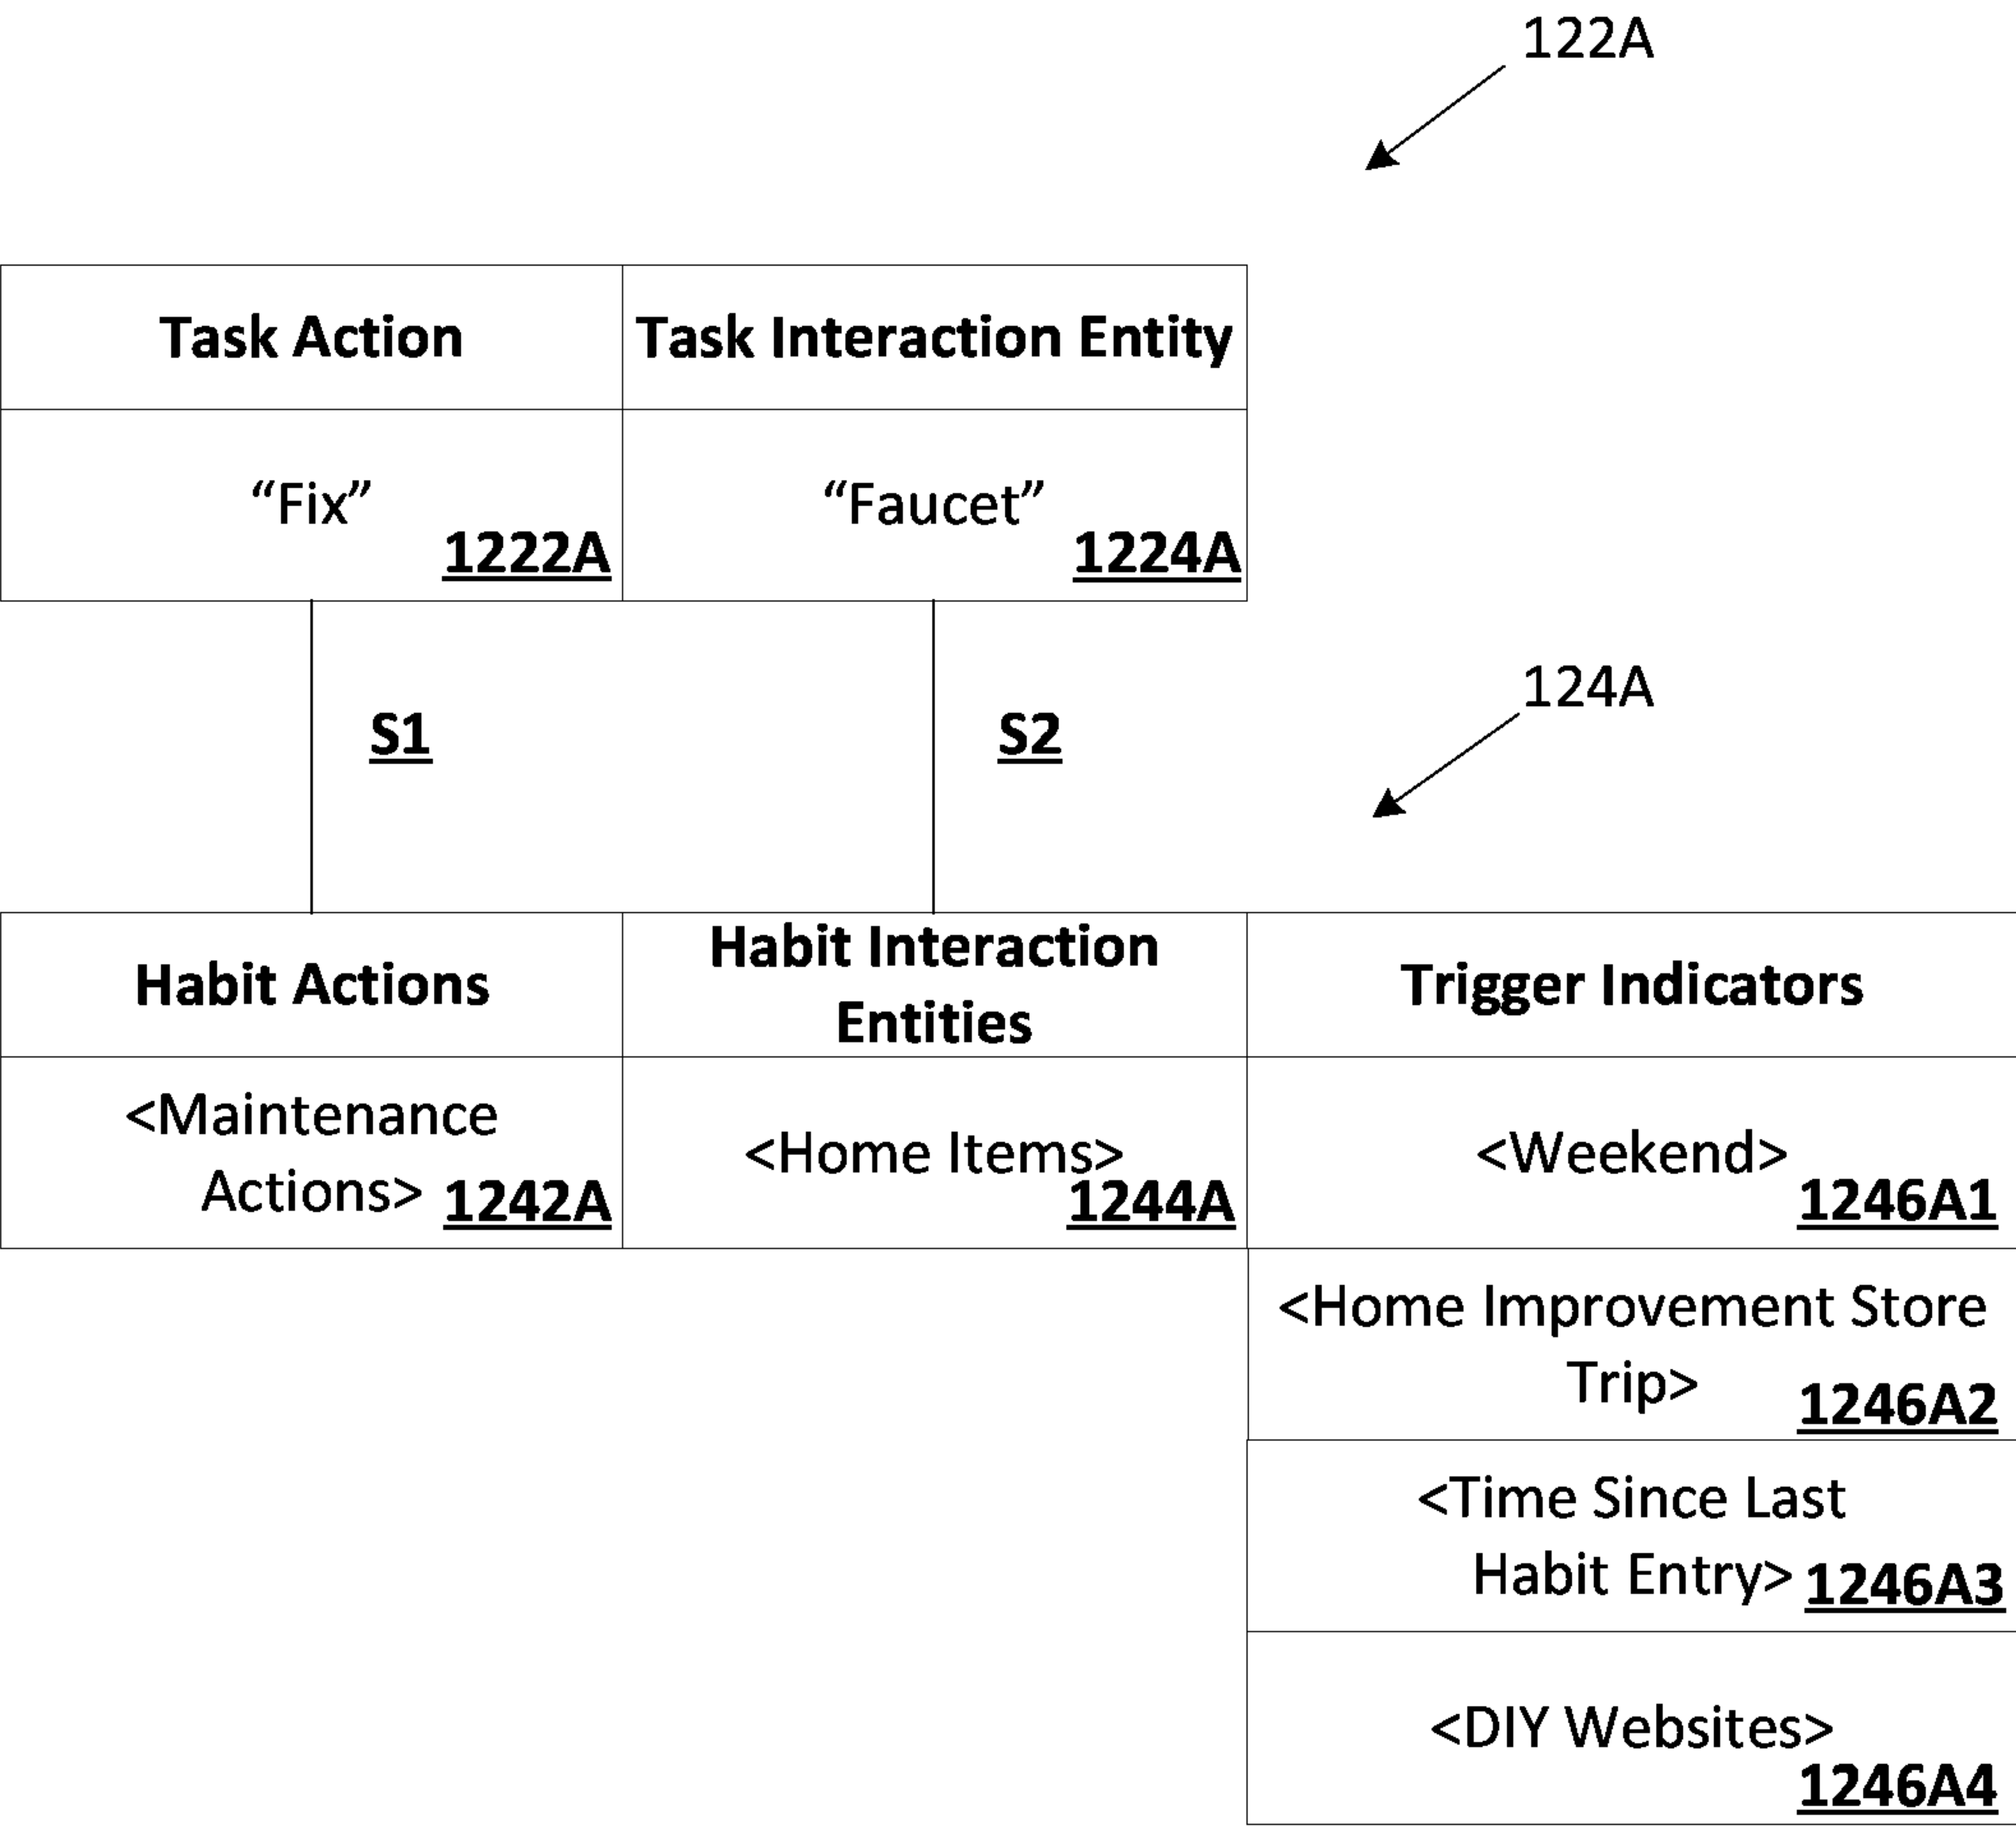 122A
Task Action
Task Interaction Entity
“Fix”
1222A
“Faucet”
1224A
S1
S2
124A
Habit Actions
Habit Interaction
Entities
Trigger Indicators
<Maintenance
Actions> 1242A
<Home Items>
1244A
<Weekend>
1246A1
<Home Improvement Store
Trip>
1246A2
<Time Since Last
Habit Entry> 1246A3
<DIY Websites>
1246A4